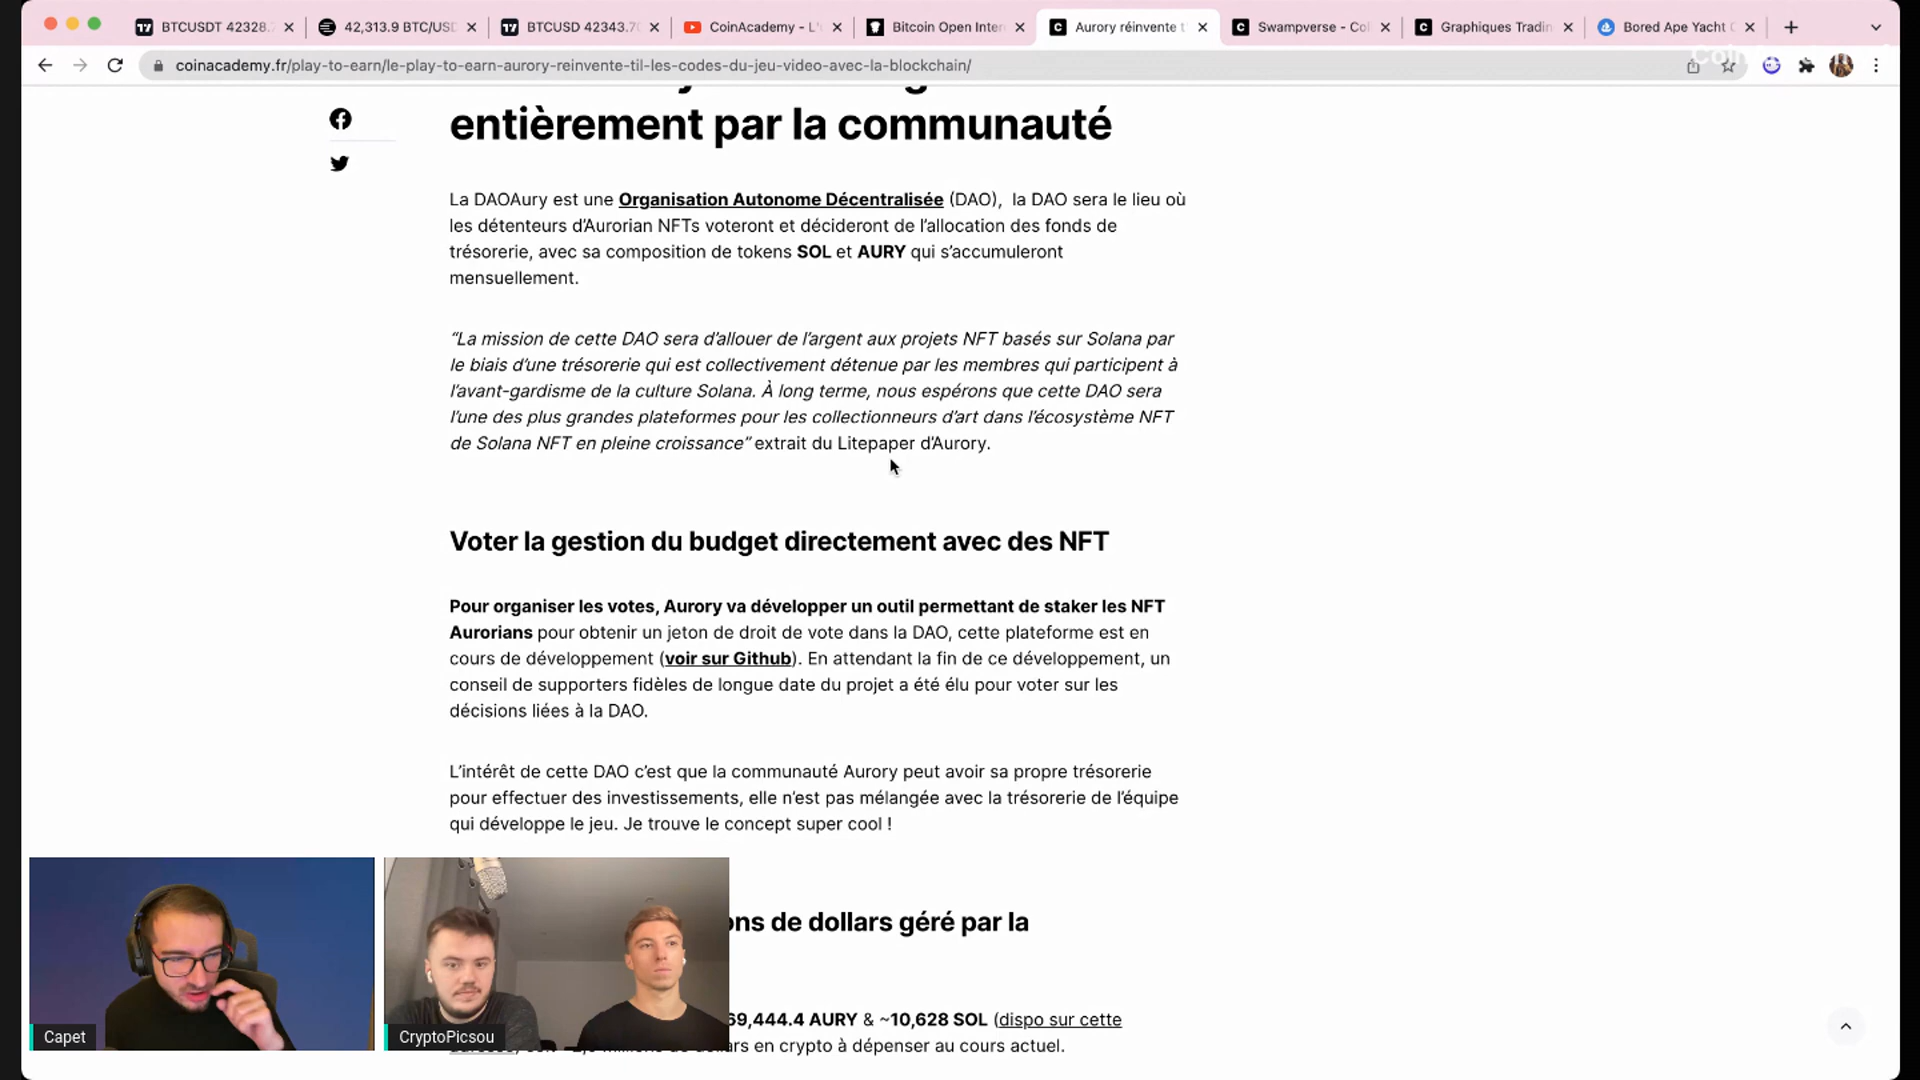 BTCUSDT 42328.
42,313.9 BTC/USD
BTCUSD 42343.70
CoinAcademy - L'
Bitcoin Open Inter
Aurory réinvente t
Swampverse - Col
Graphiques Trading
Bored Ape Yacht C
coinacademy.fr/play-to-earn/le-play-to-earn-aurory-reinvente-til-les-codes-du-jeu-video-avec-la-blockchain/
entièrement par la communauté
La DAOAury est une Organisation Autonome Décentralisée (DAO), la DAO sera le lieu où
les détenteurs d'Aurorian NFTs voteront et décideront de l'allocation des fonds de
trésorerie, avec sa composition de tokens SOL et AURY qui s'accumuleront
mensuellement.
“La mission de cette DAO sera d'allouer de l'argent aux projets NFT basés sur Solana par
le biais d'une trésorerie qui est collectivement détenue par les membres qui participent à
l'avant-gardisme de la culture Solana. À long terme, nous espérons que cette DAO sera
l'une des plus grandes plateformes pour les collectionneurs d'art dans l'écosystème NFT
de Solana NFT en pleine croissance” extrait du Litepaper d'Aurory.
Voter la gestion du budget directement avec des NFT
Pour organiser les votes, Aurory va développer un outil permettant de staker les NFT
Aurorians pour obtenir un jeton de droit de vote dans la DAO, cette plateforme est en
cours de développement (voir sur Github). En attendant la fin de ce développement, un
conseil de supporters fidèles de longue date du projet a été élu pour voter sur les
décisions liées à la DAO.
L'intérêt de cette DAO c'est que la communauté Aurory peut avoir sa propre trésorerie
pour effectuer des investissements, elle n'est pas mélangée avec la trésorerie de l'équipe
qui développe le jeu. Je trouve le concept super cool !
ons de dollars géré par la
69,444.4 AURY & ~10,628 SOL (dispo sur cette
en crypto à dépenser au cours actuel.
Capet
CryptoPicsou